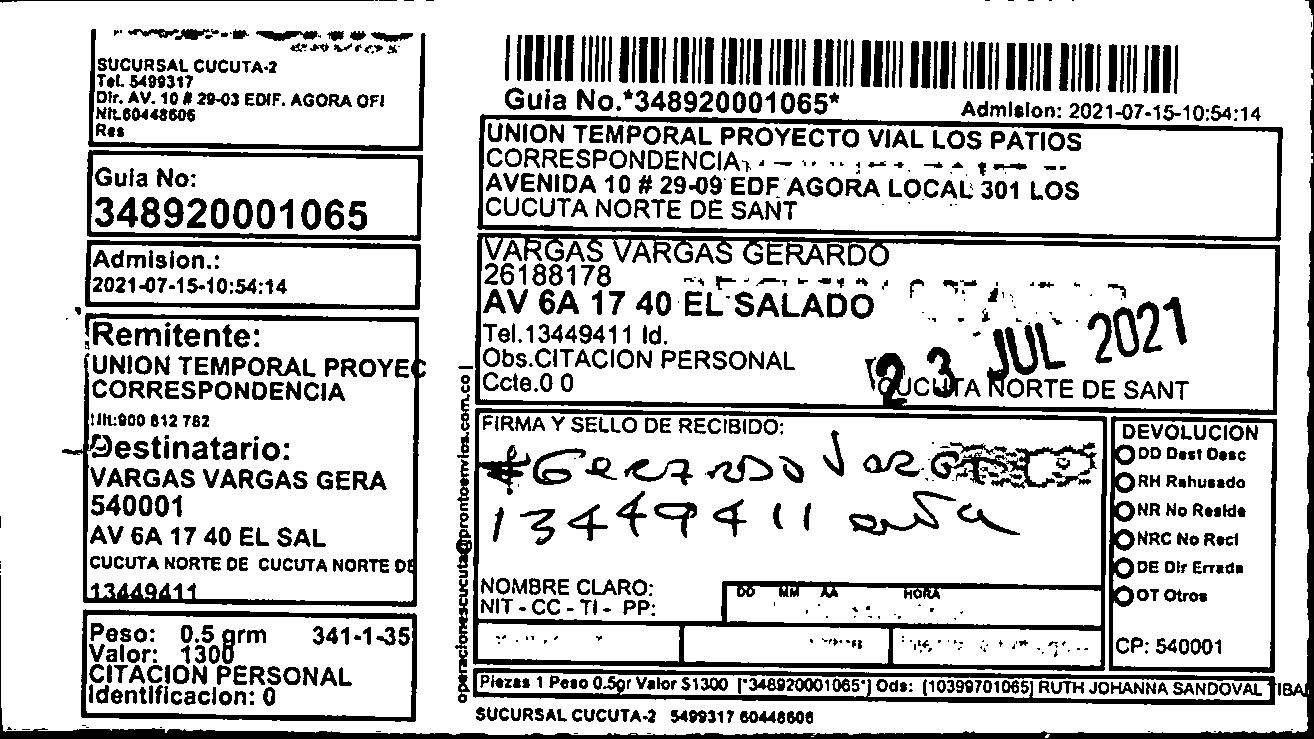 SUCURSAL CUCUTA-2
Tel. 5499317
Dir. AV. 10 # 29-03 EDIF. AGORA OFI
Nit.60448606
Res
Guia No:
348920001065
Admision.:
2021-07-15-10:54:14
Remitente:
UNION TEMPORAL PROYEC
CORRESPONDENCIA
Nit:900 812 782
Destinatario:
VARGAS VARGAS GERA
540001
AV 6A 17 40 EL SAL
CUCUTA NORTE DE CUCUTA NORTE DE
13449411
Peso: 0.5 grm 341-1-35
Valor: 1300
CITACION PERSONAL
Identificacion: 0
operacionescucuta@prontoenvios.com.co
Guia No.*348920001065*
Admision: 2021-07-15-10:54:14
UNION TEMPORAL PROYECTO VIAL LOS PATIOS
CORRESPONDENCIA
AVENIDA 10 # 29-09 EDF AGORA LOCAL 301 LOS
CUCUTA NORTE DE SANT
VARGAS VARGAS GERARDO
26188178
AV 6A 17 40 EL SALADO
Tel.13449411 Id.
Obs.CITACION PERSONAL
Ccte.0 0
23 JUL 2021
CUCUTA NORTE DE SANT
FIRMA Y SELLO DE RECIBIDO:
Gerardo Vargas
13449411
NOMBRE CLARO:
NIT - CC - TI - PP:
DD MM AA HORA
DEVOLUCION
DD Dest Desc
RH Rehusado
NR No Reside
NRC No Recl
DE Dir Errada
OT Otros
CP: 540001
Piezas 1 Peso 0.5gr Valor $1300 [*348920001065*] Ods: [10399701065] RUTH JOHANNA SANDOVAL TIBA
SUCURSAL CUCUTA-2 5499317 60448606